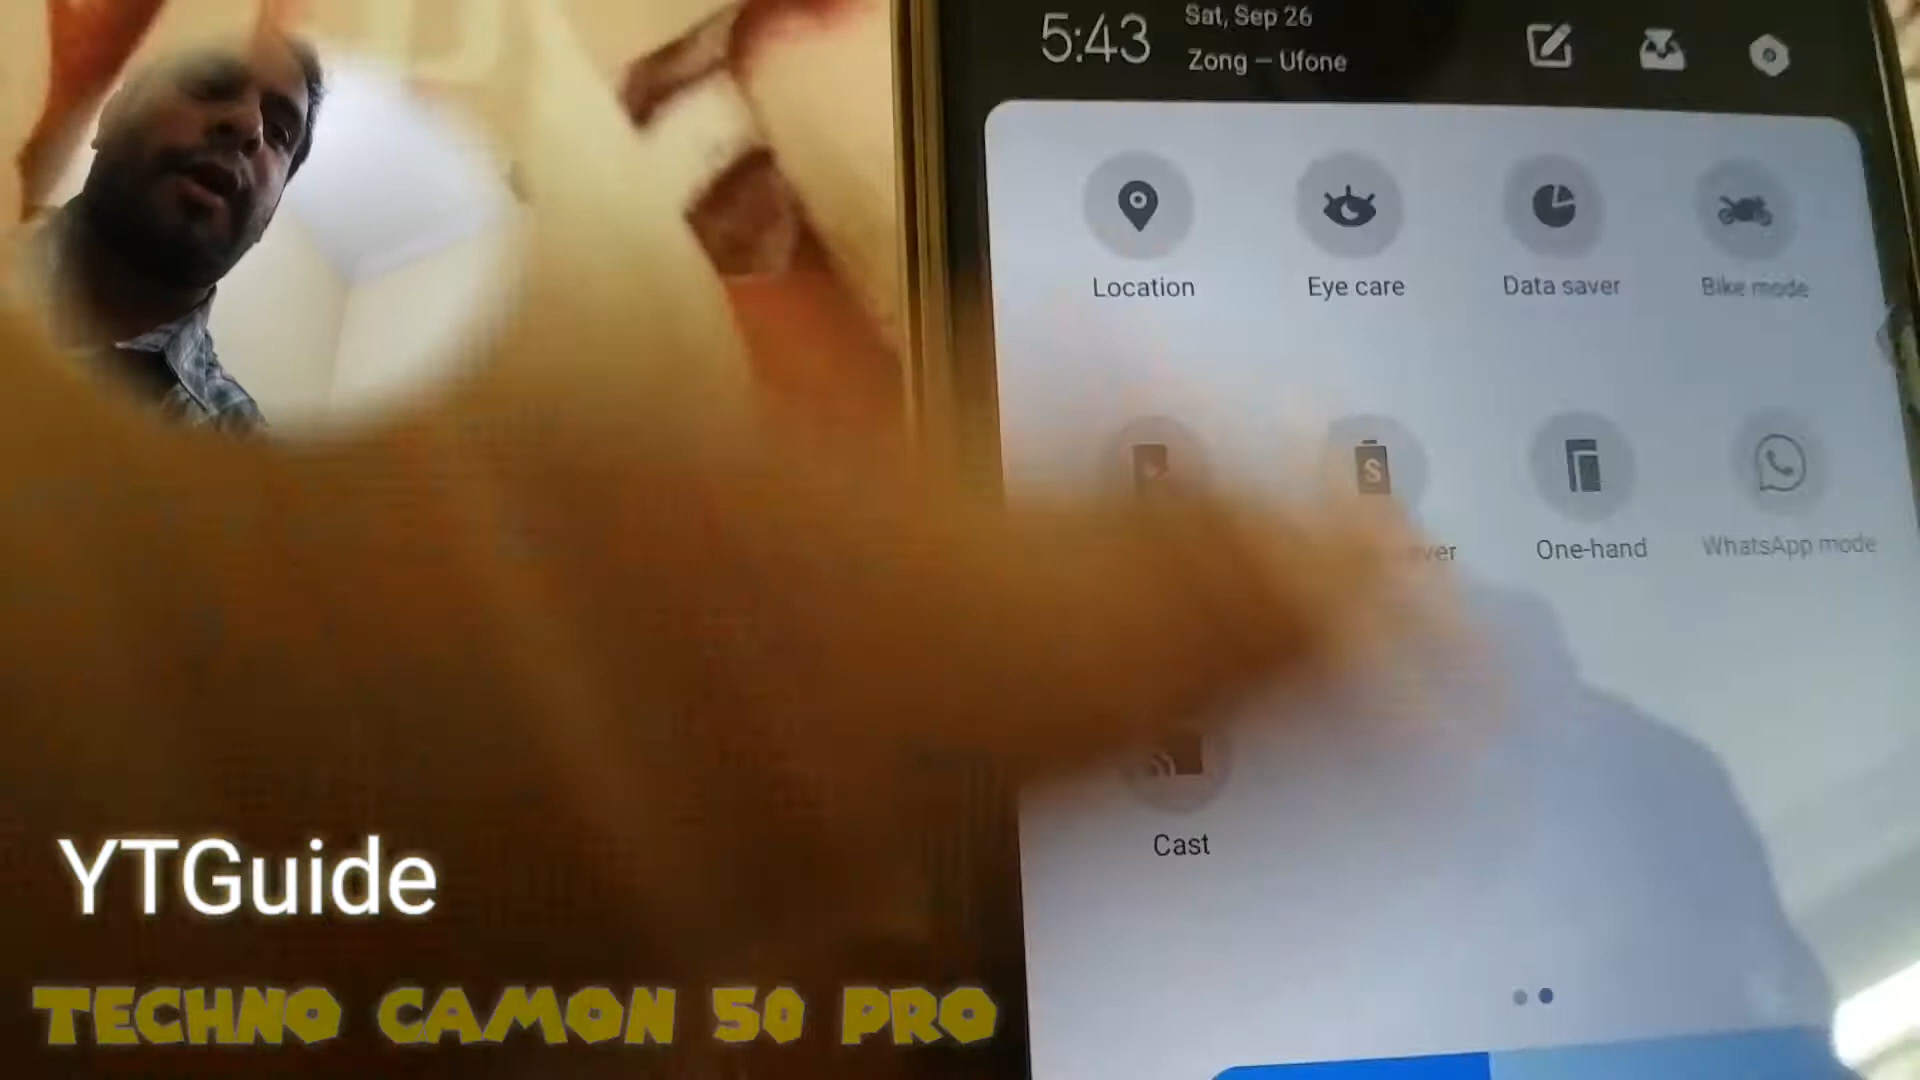 5:43
Sat, Sep 26
Zong – Ufone
Location
Eye care
Data saver
Bike mode
S
One-hand
WhatsApp mode
Cast
YTGuide
TECHNO CAMON 50 PRO